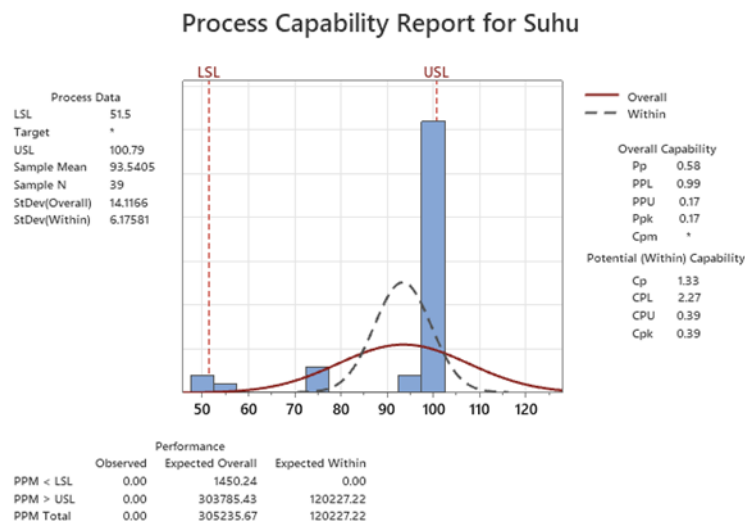 Process Capability Report for Suhu
LSL USL
Process Data
LSL 51.5
Target *
USL 100.79
Sample Mean 93.5405
Sample N 39
StDev(Overall) 14.1166
StDev(Within) 6.17581
Overall
Within
Overall Capability
Pp 0.58
PPL 0.99
PPU 0.17
Ppk 0.17
Cpm *
Potential (Within) Capability
Cp 1.33
CPL 2.27
CPU 0.39
Cpk 0.39
50 60 70 80 90 100 110 120
Performance
Observed Expected Overall Expected Within
PPM < LSL 0.00 1450.24 0.00
PPM > USL 0.00 303785.43 120227.22
PPM Total 0.00 305235.67 120227.22